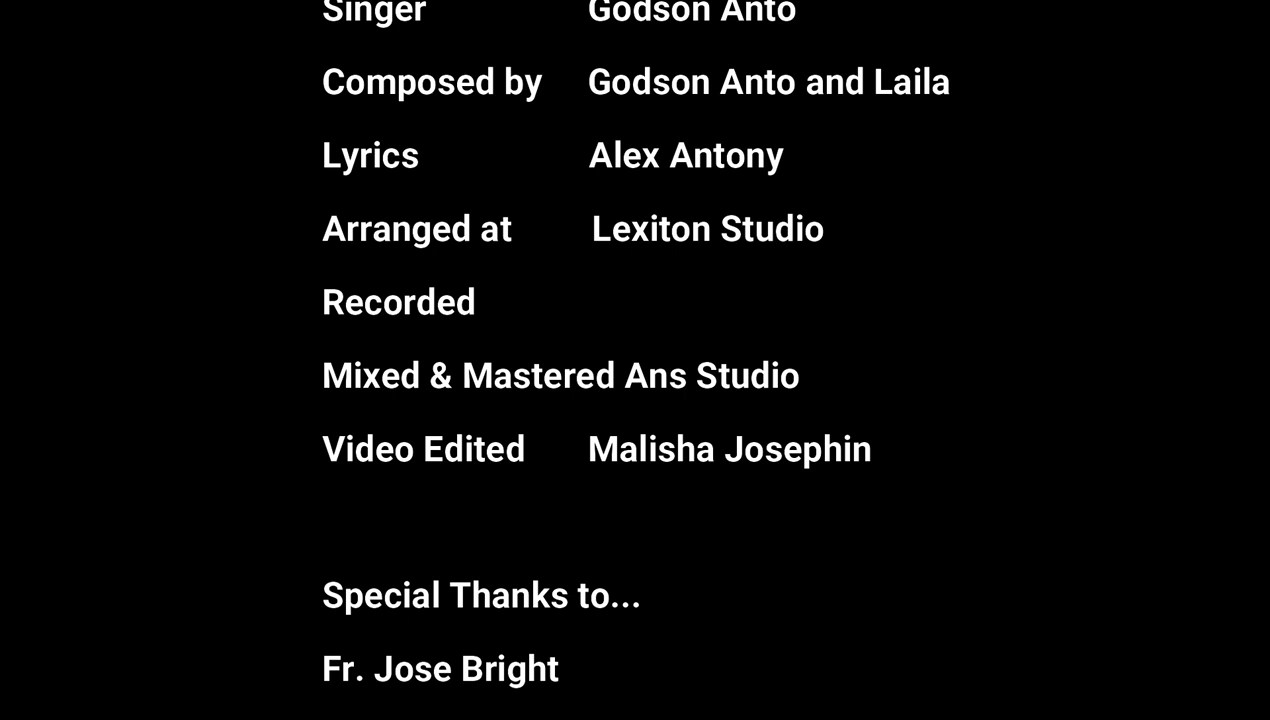 Singer Godson Anto
Composed by Godson Anto and Laila
Lyrics Alex Antony
Arranged at Lexiton Studio
Recorded
Mixed & Mastered Ans Studio
Video Edited Malisha Josephin
Special Thanks to...
Fr. Jose Bright